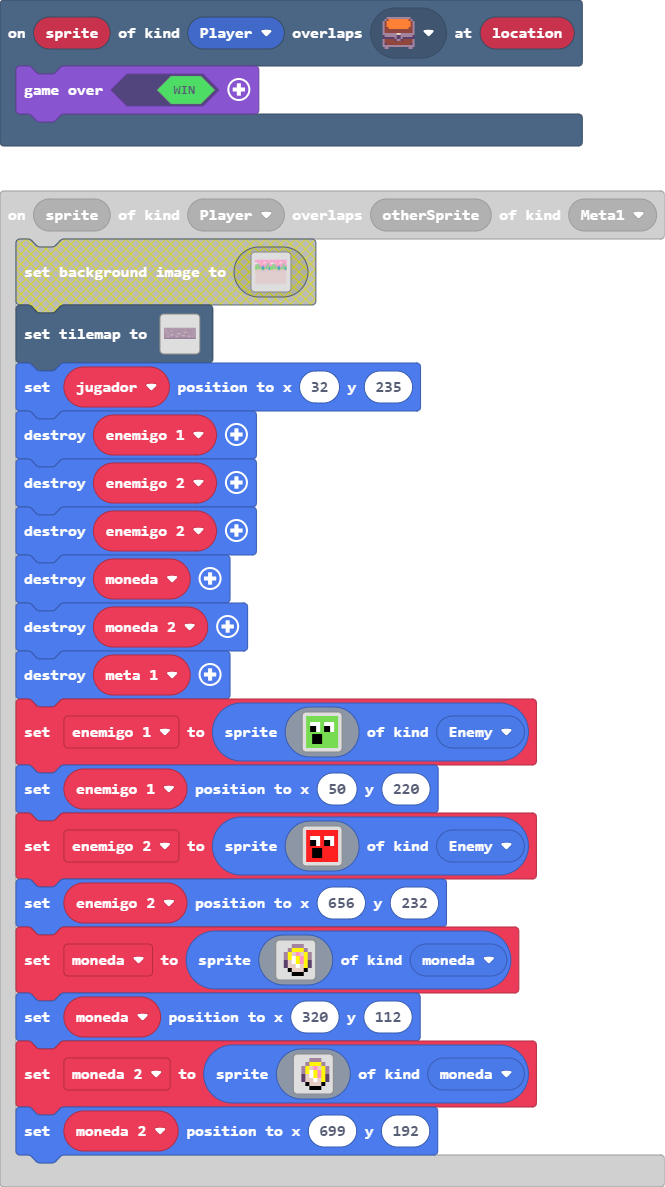 on sprite of kind Player overlaps at location
game over WIN
on sprite of kind Player overlaps otherSprite of kind Meta1
set background image to
set tilemap to
set jugador position to x 32 y 235
destroy enemigo 1
destroy enemigo 2
destroy enemigo 2
destroy moneda
destroy moneda 2
destroy meta 1
set enemigo 1 to sprite of kind Enemy
set enemigo 1 position to x 50 y 220
set enemigo 2 to sprite of kind Enemy
set enemigo 2 position to x 656 y 232
set moneda to sprite of kind moneda
set moneda position to x 320 y 112
set moneda 2 to sprite of kind moneda
set moneda 2 position to x 699 y 192